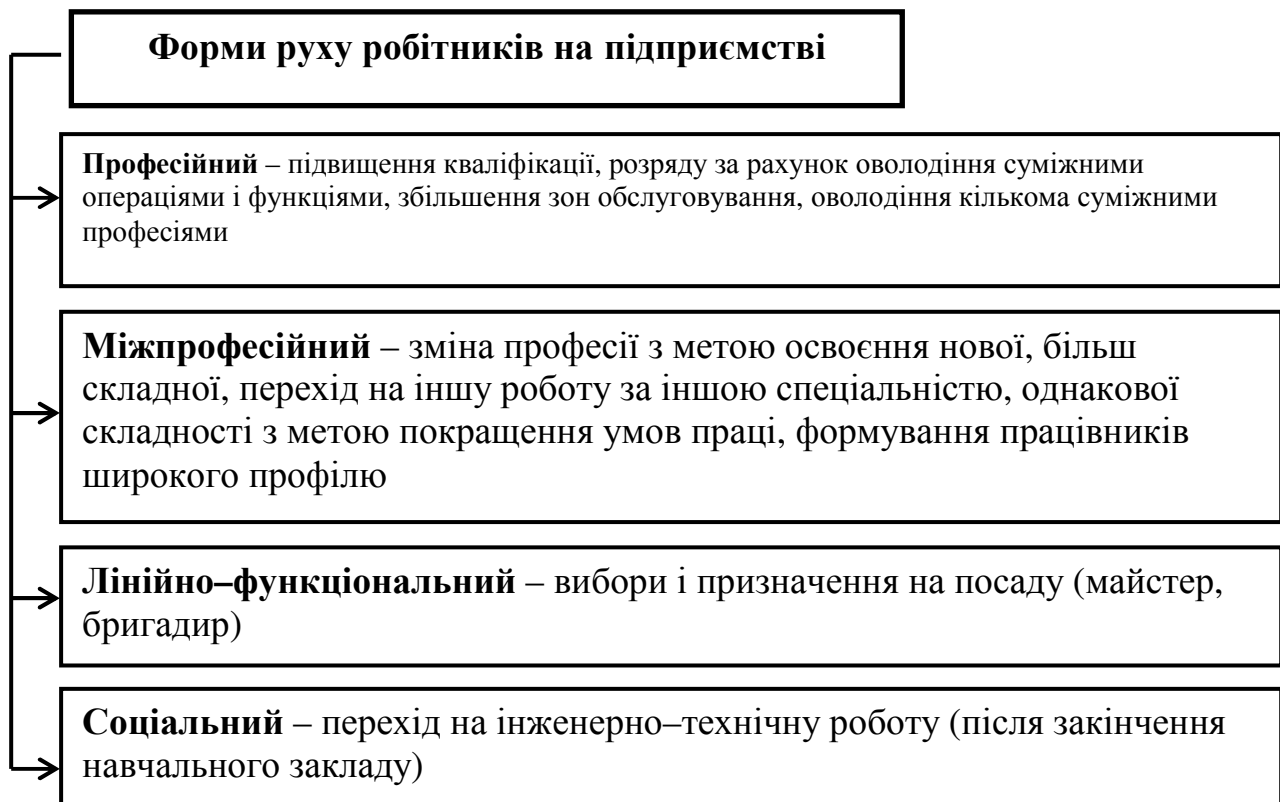 Форми руху робітників на підприємстві
Професійний – підвищення кваліфікації, розряду за рахунок оволодіння суміжними
операціями і функціями, збільшення зон обслуговування, оволодіння кількома суміжними
професіями
Міжпрофесійний – зміна професії з метою освоєння нової, більш
складної, перехід на іншу роботу за іншою спеціальністю, однакової
складності з метою покращення умов праці, формування працівників
широкого профілю
Лінійно–функціональний – вибори і призначення на посаду (майстер,
бригадир)
Соціальний – перехід на інженерно–технічну роботу (після закінчення
навчального закладу)